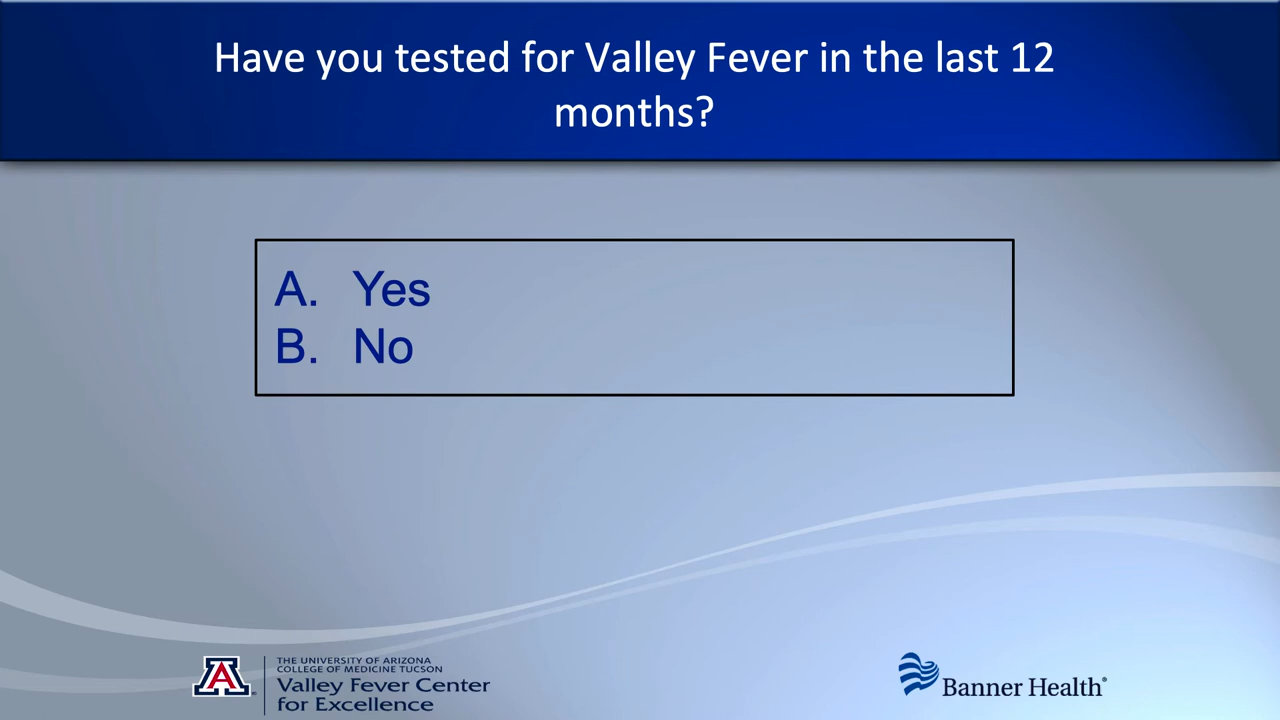 Have you tested for Valley Fever in the last 12
months?
A. Yes
B. No
THE UNIVERSITY OF ARIZONA
COLLEGE OF MEDICINE TUCSON
Valley Fever Center
for Excellence
Banner Health®